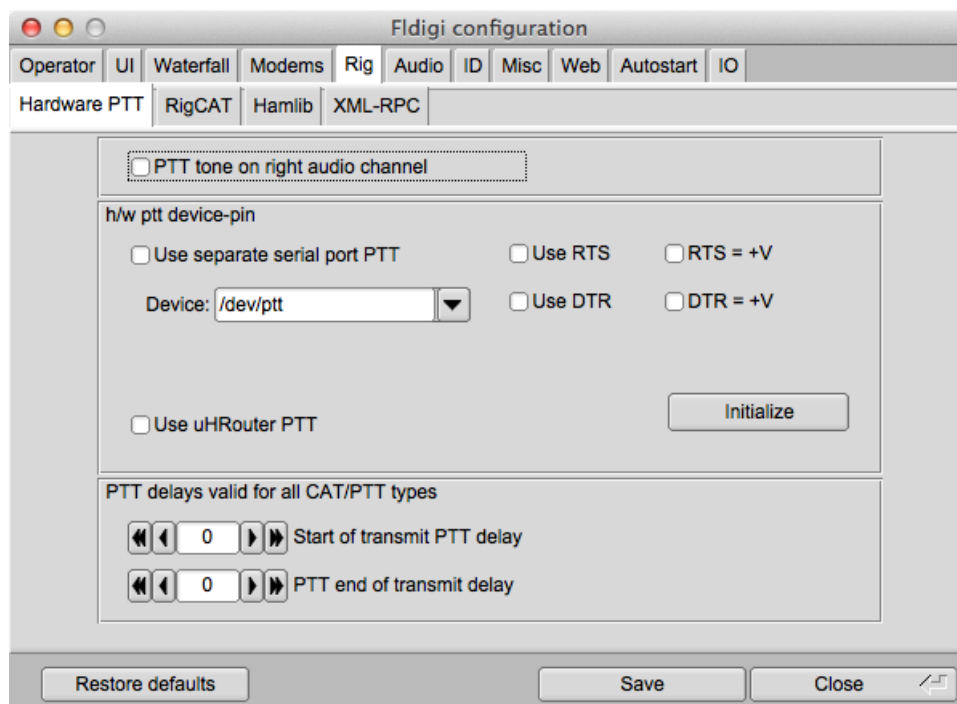 Fldigi configuration
Operator UI Waterfall Modems Rig Audio ID Misc Web Autostart IO
Hardware PTT RigCAT Hamlib XML-RPC
PTT tone on right audio channel
h/w ptt device-pin
Use separate serial port PTT Use RTS RTS = +V
Device: /dev/ptt Use DTR DTR = +V
Use uHRouter PTT Initialize
PTT delays valid for all CAT/PTT types
0 Start of transmit PTT delay
0 PTT end of transmit delay
Restore defaults Save Close